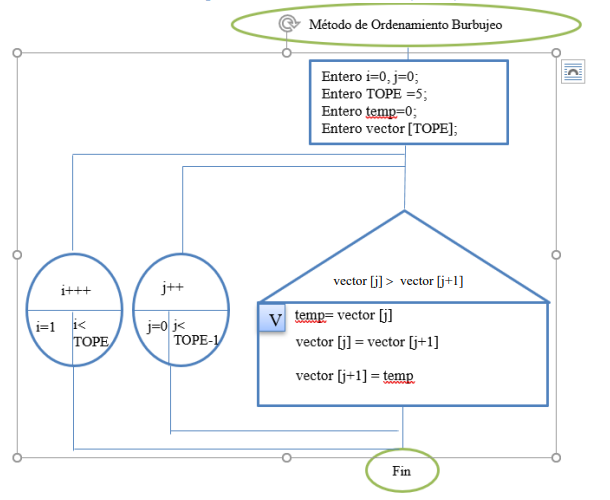 Método de Ordenamiento Burbujeo
Entero i=0, j=0;
Entero TOPE =5;
Entero temp=0;
Entero vector [TOPE];
i+++
i=1
i<
TOPE
j++
j=0
j<
TOPE-1
vector [j] > vector [j+1]
V
temp= vector [j]
vector [j] = vector [j+1]
vector [j+1] = temp
Fin